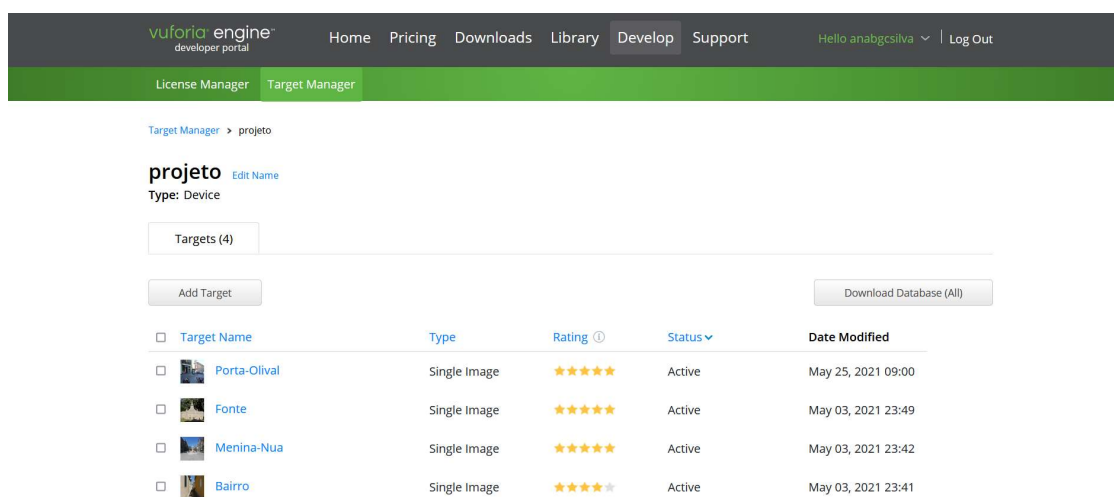 vuforia engine™
developer portal
Home Pricing Downloads Library Develop Support
Hello anabgcsilva | Log Out
License Manager Target Manager
Target Manager > projeto
projeto Edit Name
Type: Device
Targets (4)
Add Target Download Database (All)
Target Name Type Rating Status Date Modified
Porta-Olival Single Image Active May 25, 2021 09:00
Fonte Single Image Active May 03, 2021 23:49
Menina-Nua Single Image Active May 03, 2021 23:42
Bairro Single Image Active May 03, 2021 23:41